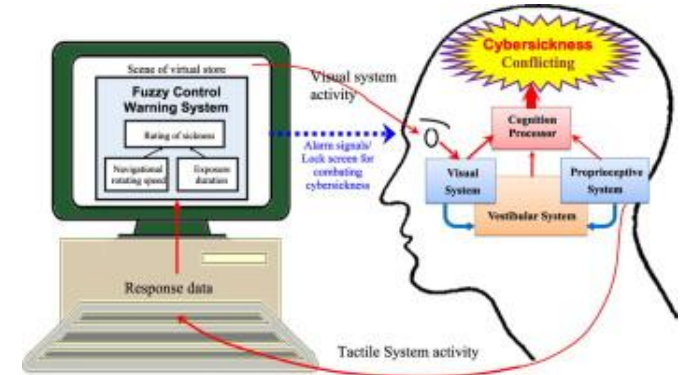 Scene of virtual store
Fuzzy Control
Warning System
Rating of sickness
Navigational
rotating speed
Exposure
duration
Response data
Visual system
activity
Alarm signals/
Lock screen for
combating
cybersickness
Cybersickness
Conflicting
Cognition
Processor
Visual
System
Proprioceptive
System
Vestibular System
Tactile System activity